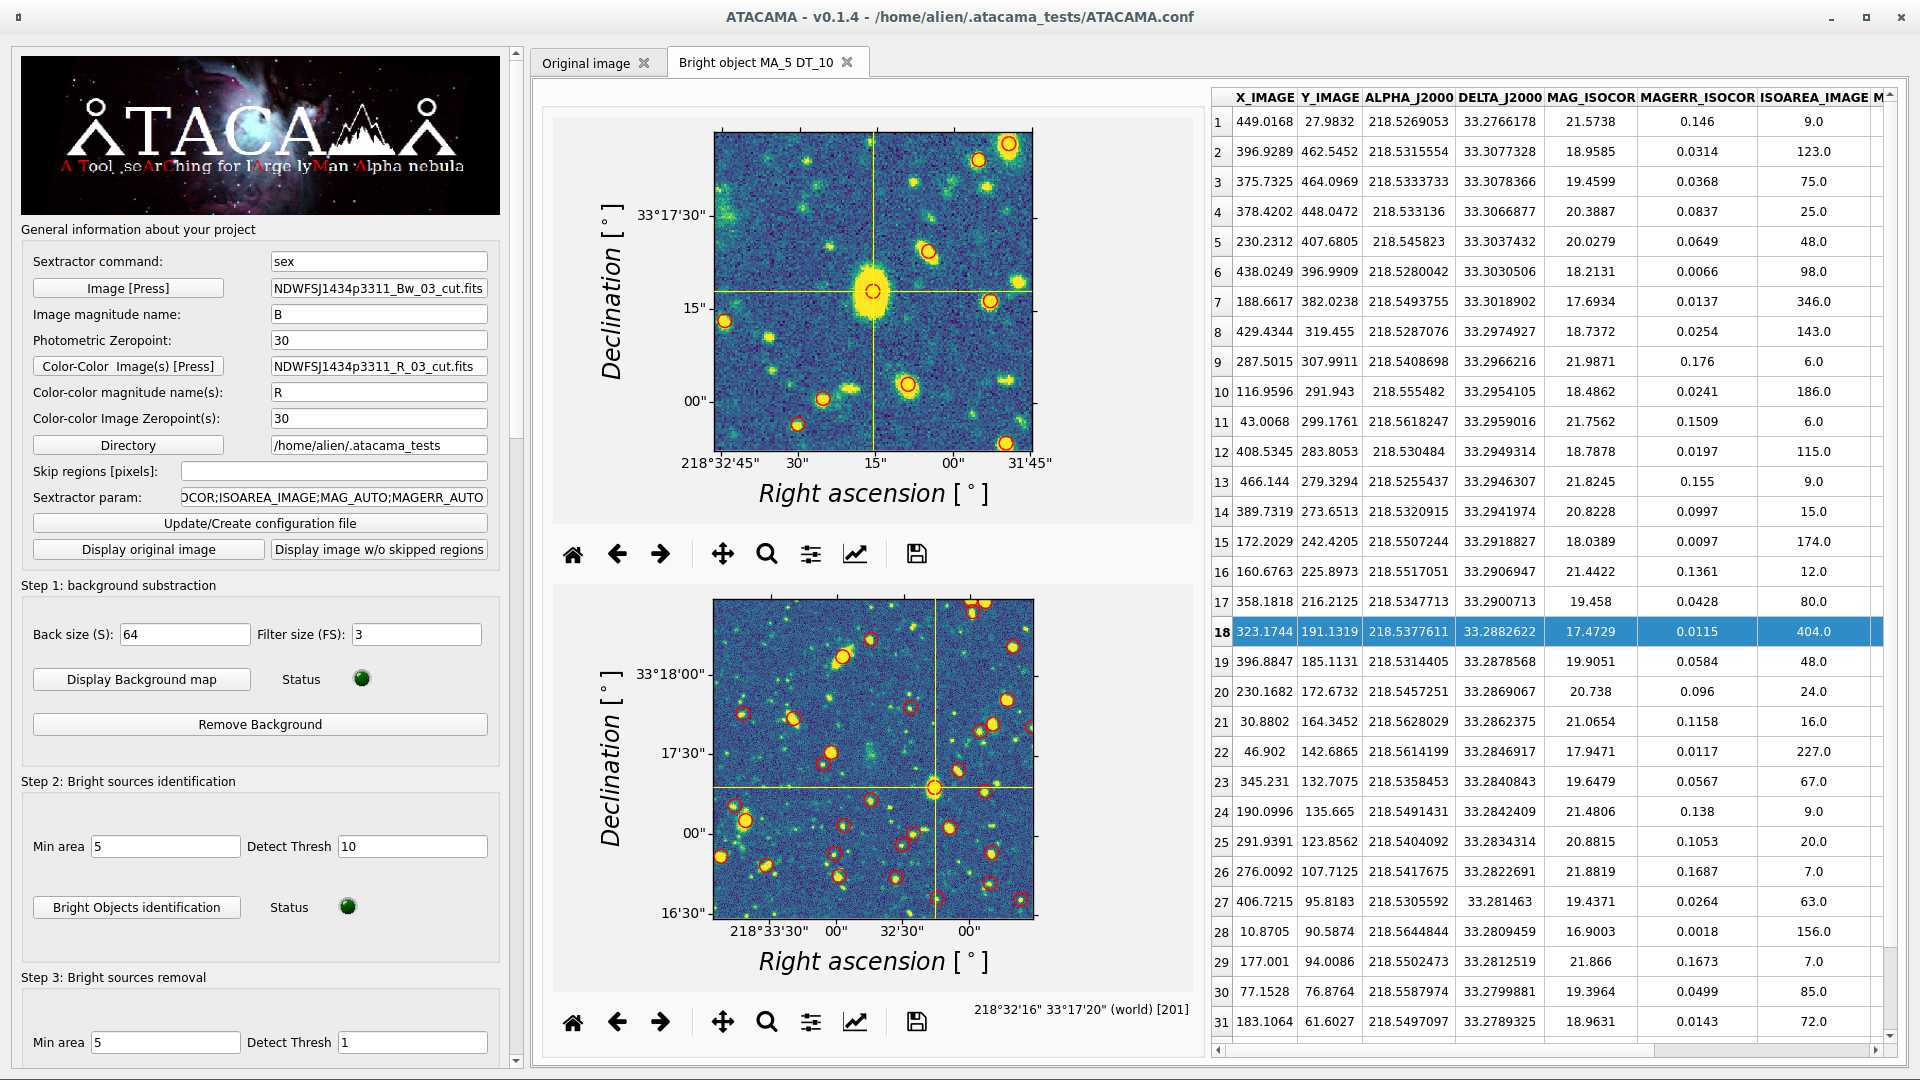 ATACAMA - v0.1.4 - /home/alien/.atacama_tests/ATACAMA.conf
ATACAMA
A Tool seArChing for lArge lyMan Alpha nebula
General information about your project
Sextractor command: sex
Image [Press] NDWFSJ1434p3311_Bw_03_cut.fits
Image magnitude name: B
Photometric Zeropoint: 30
Color-Color Image(s) [Press] NDWFSJ1434p3311_R_03_cut.fits
Color-color magnitude name(s): R
Color-color Image Zeropoint(s): 30
Directory /home/alien/.atacama_tests
Skip regions [pixels]:
Sextractor param: OCOR;ISOAREA_IMAGE;MAG_AUTO;MAGERR_AUTO
Update/Create configuration file
Display original image Display image w/o skipped regions
Step 1: background substraction
Back size (S): 64 Filter size (FS): 3
Display Background map Status
Remove Background
Step 2: Bright sources identification
Min area 5 Detect Thresh 10
Bright Objects identification Status
Step 3: Bright sources removal
Min area 5 Detect Thresh 1
Original image Bright object MA_5 DT_10
Declination [°]
33°17'30"
15"
00"
218°32'45" 30" 15" 00" 31'45"
Right ascension [°]
Declination [°]
33°18'00"
17'30"
00"
16'30"
218°33'30" 00" 32'30" 00"
Right ascension [°]
218°32'16" 33°17'20" (world) [201]
X_IMAGE Y_IMAGE ALPHA_J2000 DELTA_J2000 MAG_ISOCOR MAGERR_ISOCOR ISOAREA_IMAGE M
1 449.0168 27.9832 218.5269053 33.2766178 21.5738 0.146 9.0
2 396.9289 462.5452 218.5315554 33.3077328 18.9585 0.0314 123.0
3 375.7325 464.0969 218.5333733 33.3078366 19.4599 0.0368 75.0
4 378.4202 448.0472 218.533136 33.3066877 20.3887 0.0837 25.0
5 230.2312 407.6805 218.545823 33.3037432 20.0279 0.0649 48.0
6 438.0249 396.9909 218.5280042 33.3030506 18.2131 0.0066 98.0
7 188.6617 382.0238 218.5493755 33.3018902 17.6934 0.0137 346.0
8 429.4344 319.455 218.5287076 33.2974927 18.7372 0.0254 143.0
9 287.5015 307.9911 218.5408698 33.2966216 21.9871 0.176 6.0
10 116.9596 291.943 218.555482 33.2954105 18.4862 0.0241 186.0
11 43.0068 299.1761 218.5618247 33.2959016 21.7562 0.1509 6.0
12 408.5345 283.8053 218.530484 33.2949314 18.7878 0.0197 115.0
13 466.144 279.3294 218.5255437 33.2946307 21.8245 0.155 9.0
14 389.7319 273.6513 218.5320915 33.2941974 20.8228 0.0997 15.0
15 172.2029 242.4205 218.5507244 33.2918827 18.0389 0.0097 174.0
16 160.6763 225.8973 218.5517051 33.2906947 21.4422 0.1361 12.0
17 358.1818 216.2125 218.5347713 33.2900713 19.458 0.0428 80.0
18 323.1744 191.1319 218.5377611 33.2882622 17.4729 0.0115 404.0
19 396.8847 185.1131 218.5314405 33.2878568 19.9051 0.0584 48.0
20 230.1682 172.6732 218.5457251 33.2869067 20.738 0.096 24.0
21 30.8802 164.3452 218.5628029 33.2862375 21.0654 0.1158 16.0
22 46.902 142.6865 218.5614199 33.2846917 17.9471 0.0117 227.0
23 345.231 132.7075 218.5358453 33.2840843 19.6479 0.0567 67.0
24 190.0996 135.665 218.5491431 33.2842409 21.4806 0.138 9.0
25 291.9391 123.8562 218.5404092 33.2834314 20.8815 0.1053 20.0
26 276.0092 107.7125 218.5417675 33.2822691 21.8819 0.1687 7.0
27 406.7215 95.8183 218.5305592 33.281463 19.4371 0.0264 63.0
28 10.8705 90.5874 218.5644844 33.2809459 16.9003 0.0018 156.0
29 177.001 94.0086 218.5502473 33.2812519 21.866 0.1673 7.0
30 77.1528 76.8764 218.5587974 33.2799881 19.3964 0.0499 85.0
31 183.1064 61.6027 218.5497097 33.2789325 18.9631 0.0143 72.0